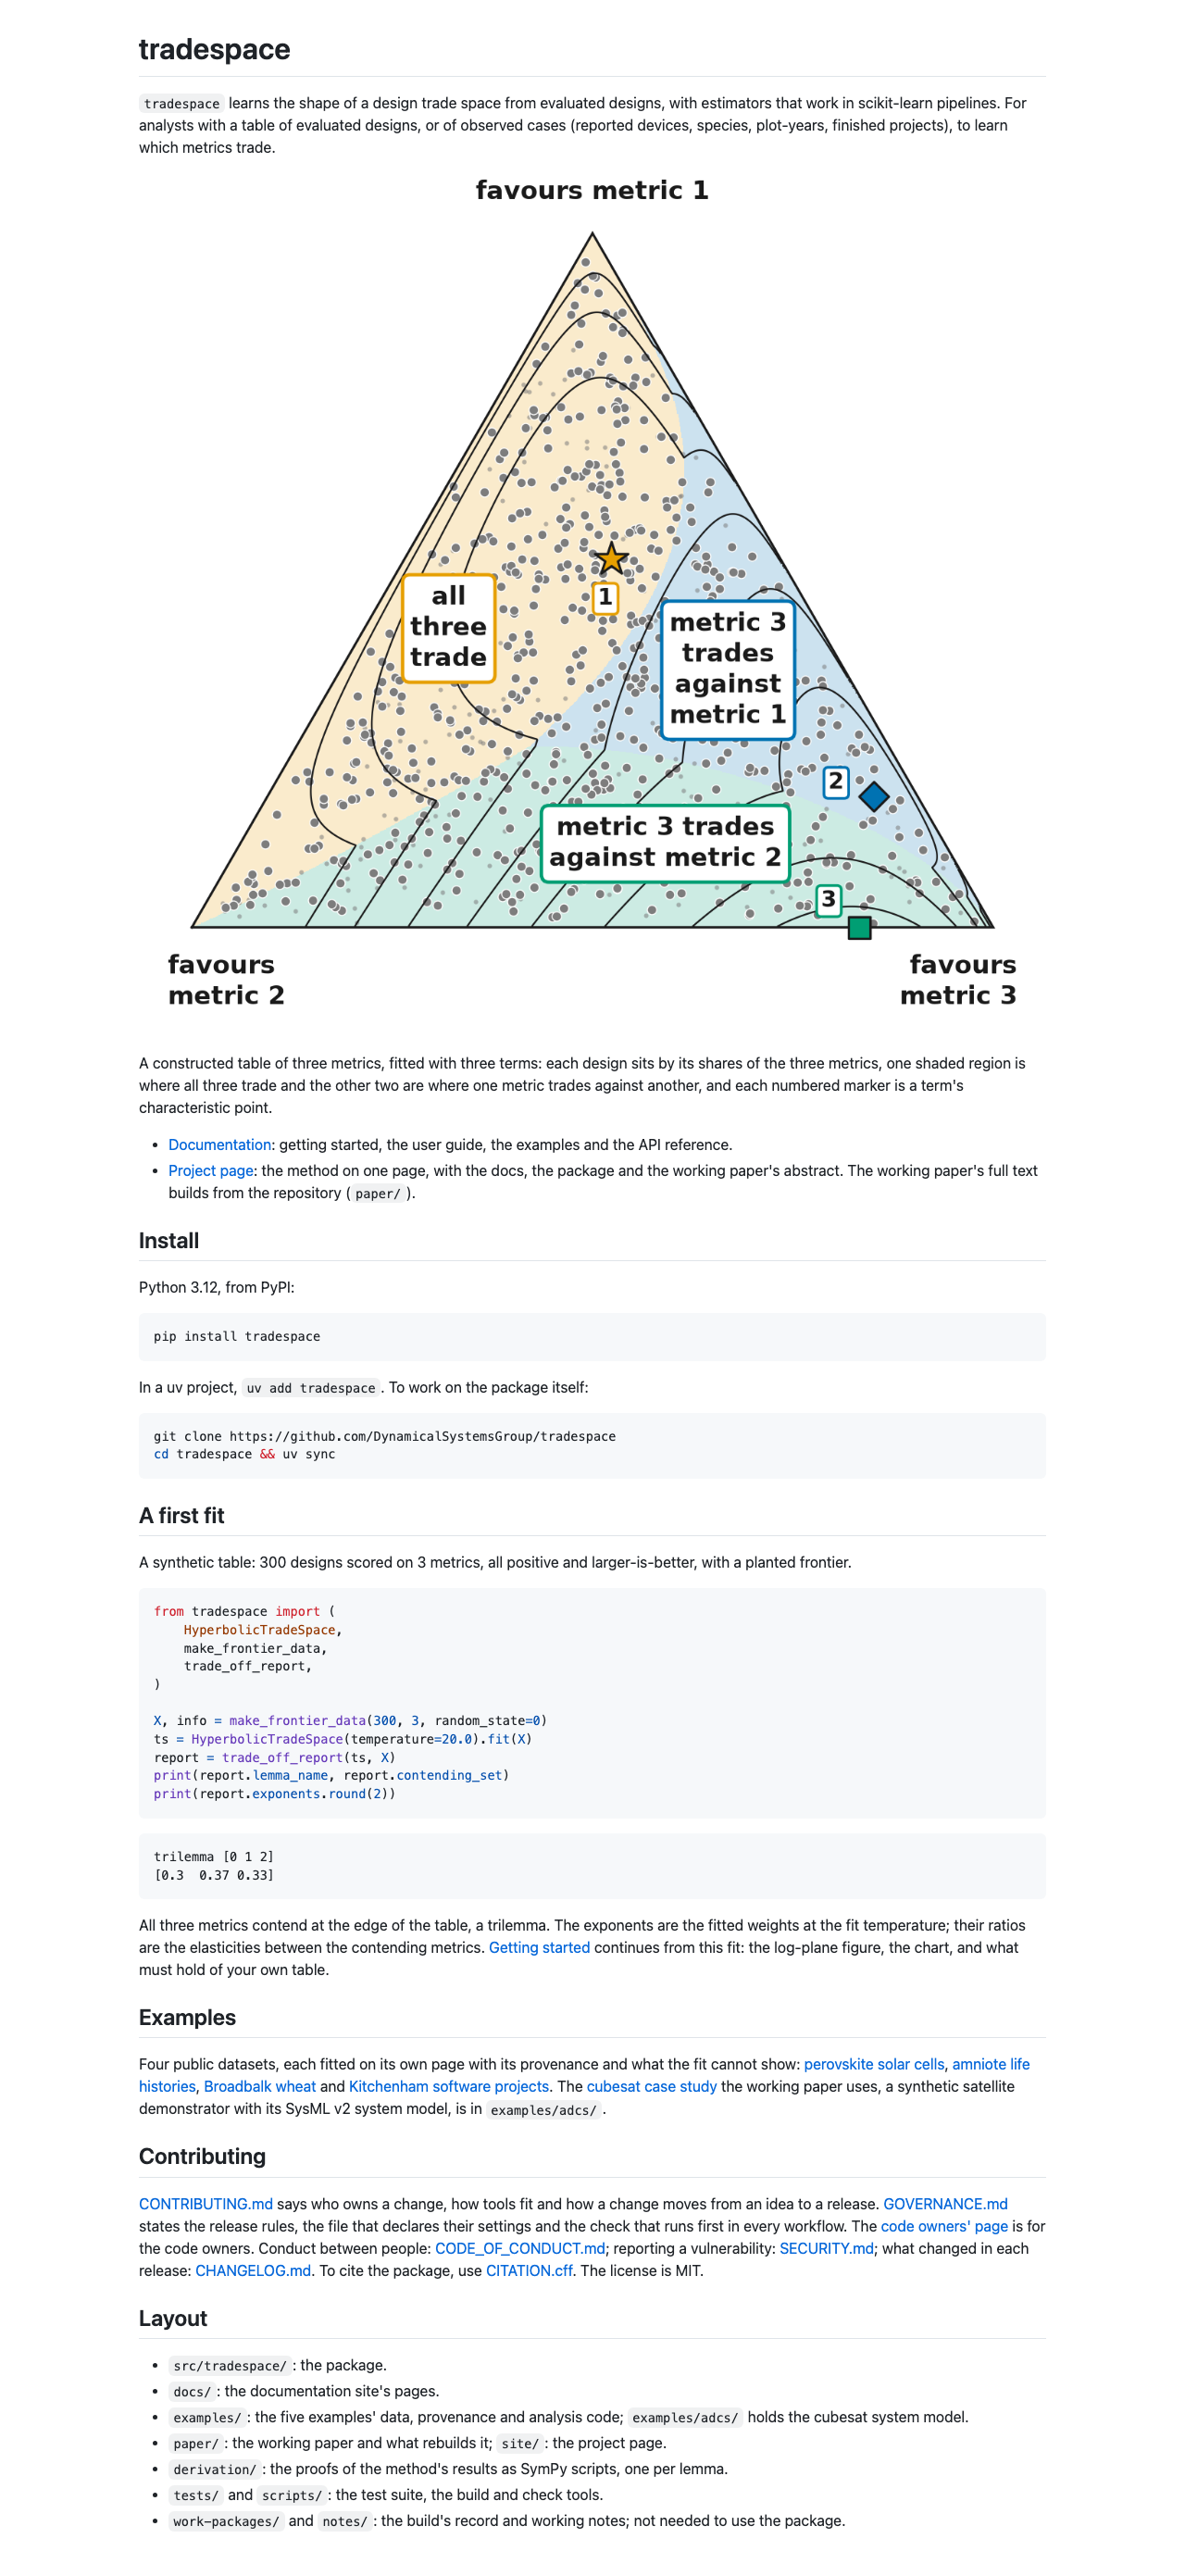 tradespace
tradespace learns the shape of a design trade space from evaluated designs, with estimators that work in scikit-learn pipelines. For
analysts with a table of evaluated designs, or of observed cases (reported devices, species, plot-years, finished projects), to learn
which metrics trade.
favours metric 1
all
three
trade
1
metric 3
trades
against
metric 1
2
metric 3 trades
against metric 2
3
favours
metric 2
favours
metric 3
A constructed table of three metrics, fitted with three terms: each design sits by its shares of the three metrics, one shaded region is
where all three trade and the other two are where one metric trades against another, and each numbered marker is a term's
characteristic point.
• Documentation: getting started, the user guide, the examples and the API reference.
• Project page: the method on one page, with the docs, the package and the working paper's abstract. The working paper's full text
builds from the repository (paper/).
Install
Python 3.12, from PyPI:
pip install tradespace
In a uv project, uv add tradespace. To work on the package itself:
git clone https://github.com/DynamicalSystemsGroup/tradespace
cd tradespace && uv sync
A first fit
A synthetic table: 300 designs scored on 3 metrics, all positive and larger-is-better, with a planted frontier.
from tradespace import (
    HyperbolicTradeSpace,
    make_frontier_data,
    trade_off_report,
)
X, info = make_frontier_data(300, 3, random_state=0)
ts = HyperbolicTradeSpace(temperature=20.0).fit(X)
report = trade_off_report(ts, X)
print(report.lemma_name, report.contending_set)
print(report.exponents.round(2))
trilemma [0 1 2]
[0.3  0.37 0.33]
All three metrics contend at the edge of the table, a trilemma. The exponents are the fitted weights at the fit temperature; their ratios
are the elasticities between the contending metrics. Getting started continues from this fit: the log-plane figure, the chart, and what
must hold of your own table.
Examples
Four public datasets, each fitted on its own page with its provenance and what the fit cannot show: perovskite solar cells, amniote life
histories, Broadbalk wheat and Kitchenham software projects. The cubesat case study the working paper uses, a synthetic satellite
demonstrator with its SysML v2 system model, is in examples/adcs/.
Contributing
CONTRIBUTING.md says who owns a change, how tools fit and how a change moves from an idea to a release. GOVERNANCE.md
states the release rules, the file that declares their settings and the check that runs first in every workflow. The code owners' page is for
the code owners. Conduct between people: CODE_OF_CONDUCT.md; reporting a vulnerability: SECURITY.md; what changed in each
release: CHANGELOG.md. To cite the package, use CITATION.cff. The license is MIT.
Layout
• src/tradespace/: the package.
• docs/: the documentation site's pages.
• examples/: the five examples' data, provenance and analysis code; examples/adcs/ holds the cubesat system model.
• paper/: the working paper and what rebuilds it; site/: the project page.
• derivation/: the proofs of the method's results as SymPy scripts, one per lemma.
• tests/ and scripts/: the test suite, the build and check tools.
• work-packages/ and notes/: the build's record and working notes; not needed to use the package.